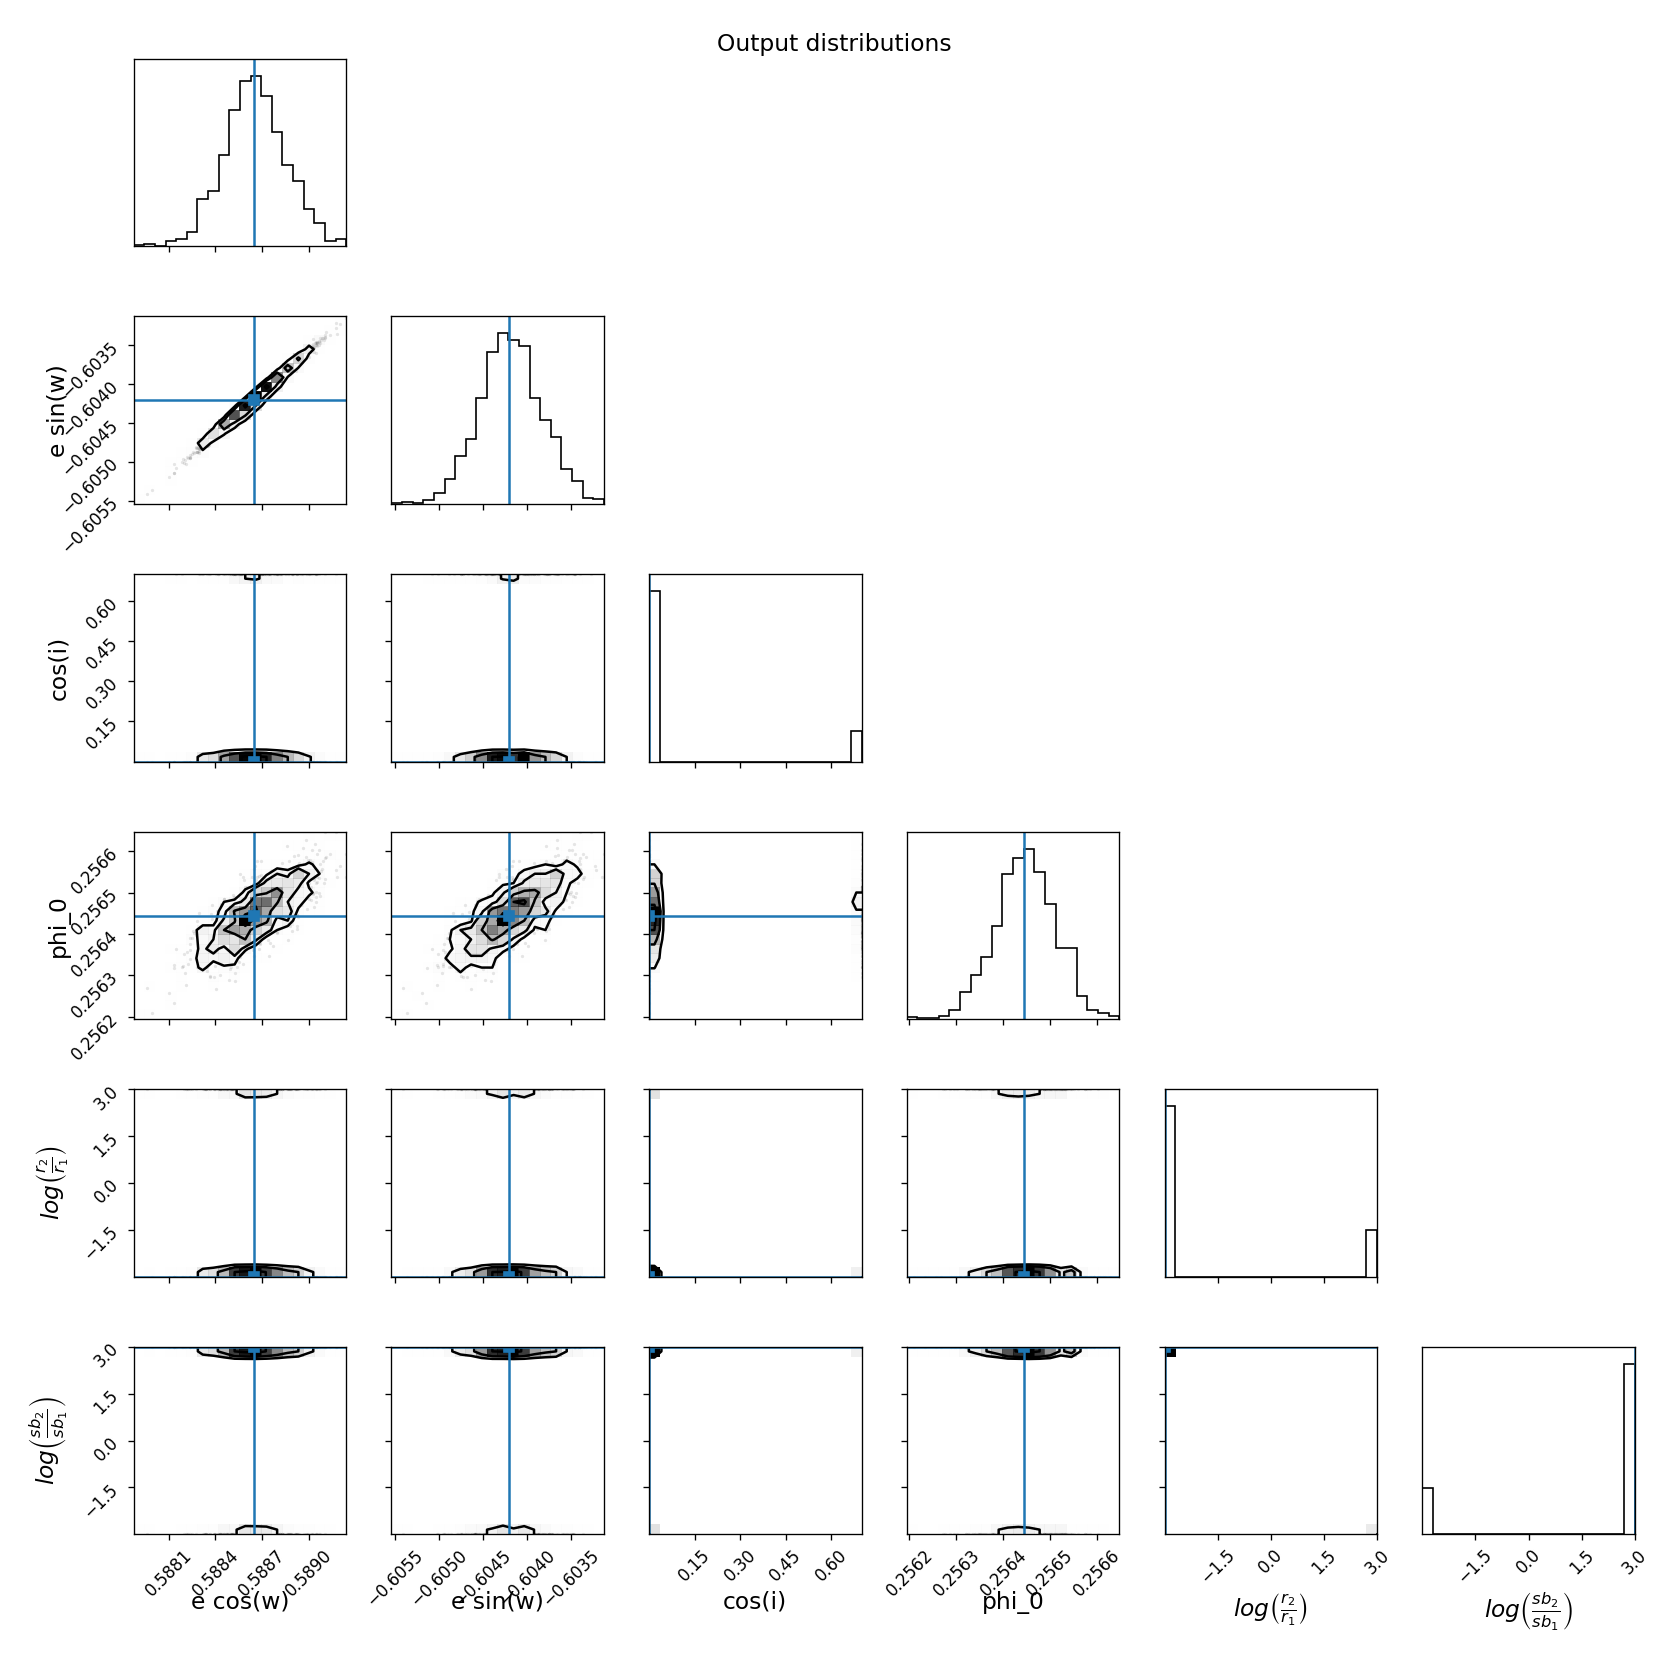 Output distributions
e sin(w)
−0.6035
−0.6040
−0.6045
−0.6050
−0.6055
cos(i)
0.60
0.45
0.30
0.15
phi_0
0.2566
0.2565
0.2564
0.2563
0.2562
log(r2/r1)
3.0
1.5
0.0
−1.5
log(sb2/sb1)
3.0
1.5
0.0
−1.5
0.5881 0.5884 0.5887 0.5890 −0.6055 −0.6050 −0.6045 −0.6040 −0.6035 0.15 0.30 0.45 0.60 0.2562 0.2563 0.2564 0.2565 0.2566 −1.5 0.0 1.5 3.0 −1.5 0.0 1.5 3.0
e cos(w) e sin(w) cos(i) phi_0 log(r2/r1) log(sb2/sb1)